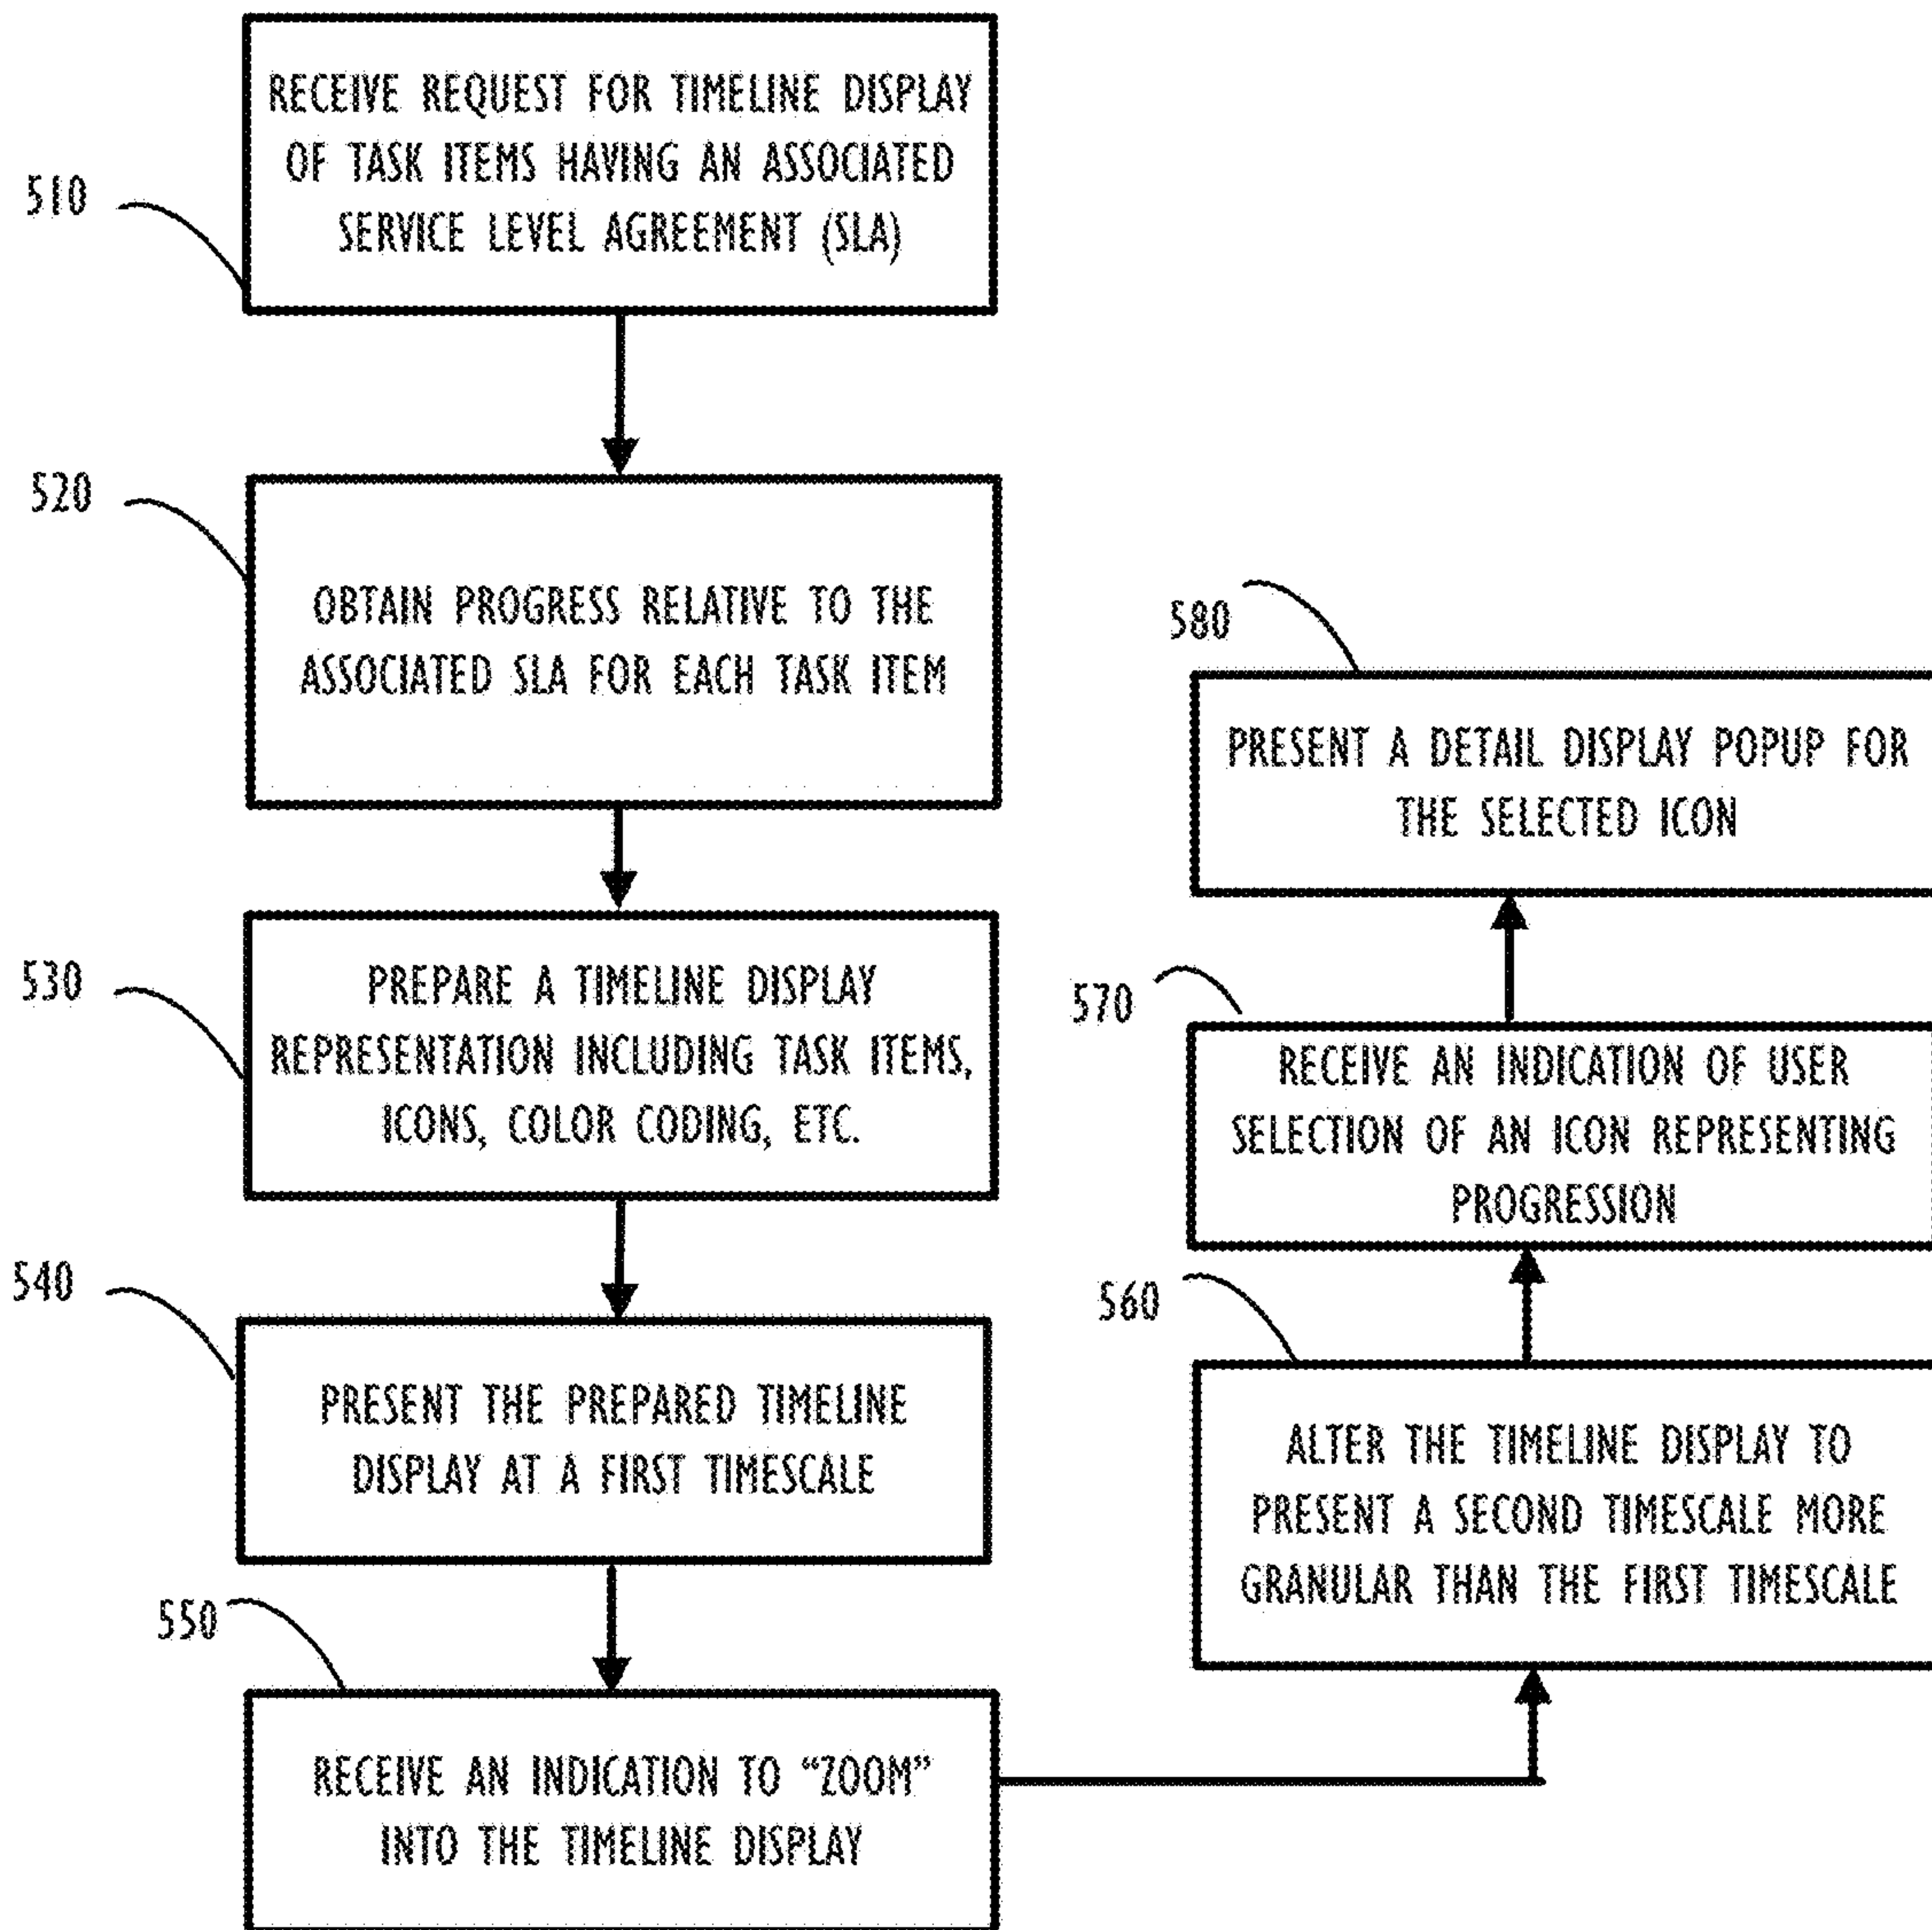 510
RECEIVE REQUEST FOR TIMELINE DISPLAY
OF TASK ITEMS HAVING AN ASSOCIATED
SERVICE LEVEL AGREEMENT (SLA)
520
OBTAIN PROGRESS RELATIVE TO THE
ASSOCIATED SLA FOR EACH TASK ITEM
530
PREPARE A TIMELINE DISPLAY
REPRESENTATION INCLUDING TASK ITEMS,
ICONS, COLOR CODING, ETC.
540
PRESENT THE PREPARED TIMELINE
DISPLAY AT A FIRST TIMESCALE
550
RECEIVE AN INDICATION TO “ZOOM”
INTO THE TIMELINE DISPLAY
560
ALTER THE TIMELINE DISPLAY TO
PRESENT A SECOND TIMESCALE MORE
GRANULAR THAN THE FIRST TIMESCALE
570
RECEIVE AN INDICATION OF USER
SELECTION OF AN ICON REPRESENTING
PROGRESSION
580
PRESENT A DETAIL DISPLAY POPUP FOR
THE SELECTED ICON